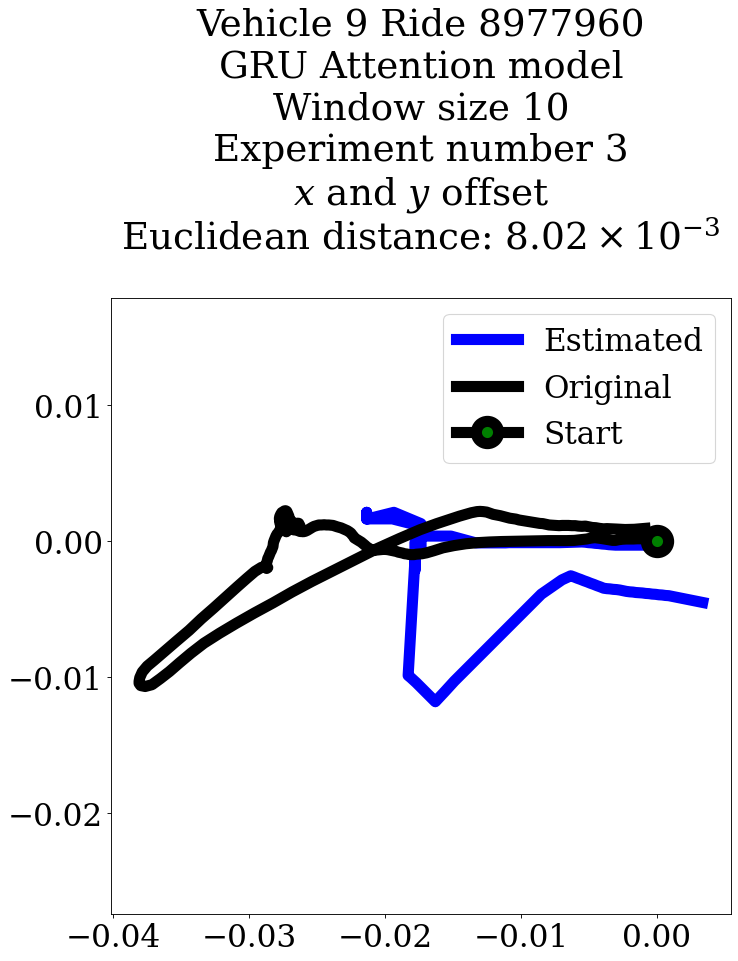 Vehicle 9 Ride 8977960
GRU Attention model
Window size 10
Experiment number 3
x and y offset
Euclidean distance: 8.02 × 10⁻³
Estimated
Original
Start
0.01
0.00
−0.01
−0.02
−0.04 −0.03 −0.02 −0.01 0.00